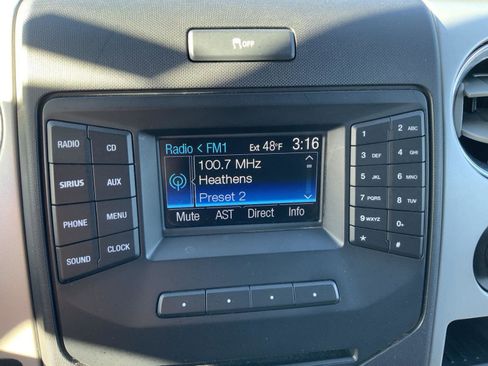 OFF
RADIO
CD
SIRIUS
AUX
PHONE
MENU
SOUND
CLOCK
Radio < FM1 Ext 48°F 3:16
100.7 MHz
Heathens
Preset 2
Mute AST Direct Info
1 2 ABC
3 DEF 4 GHI
5 JKL 6 MNO
7 PQRS 8 TUV
9 WXYZ 0+
* #